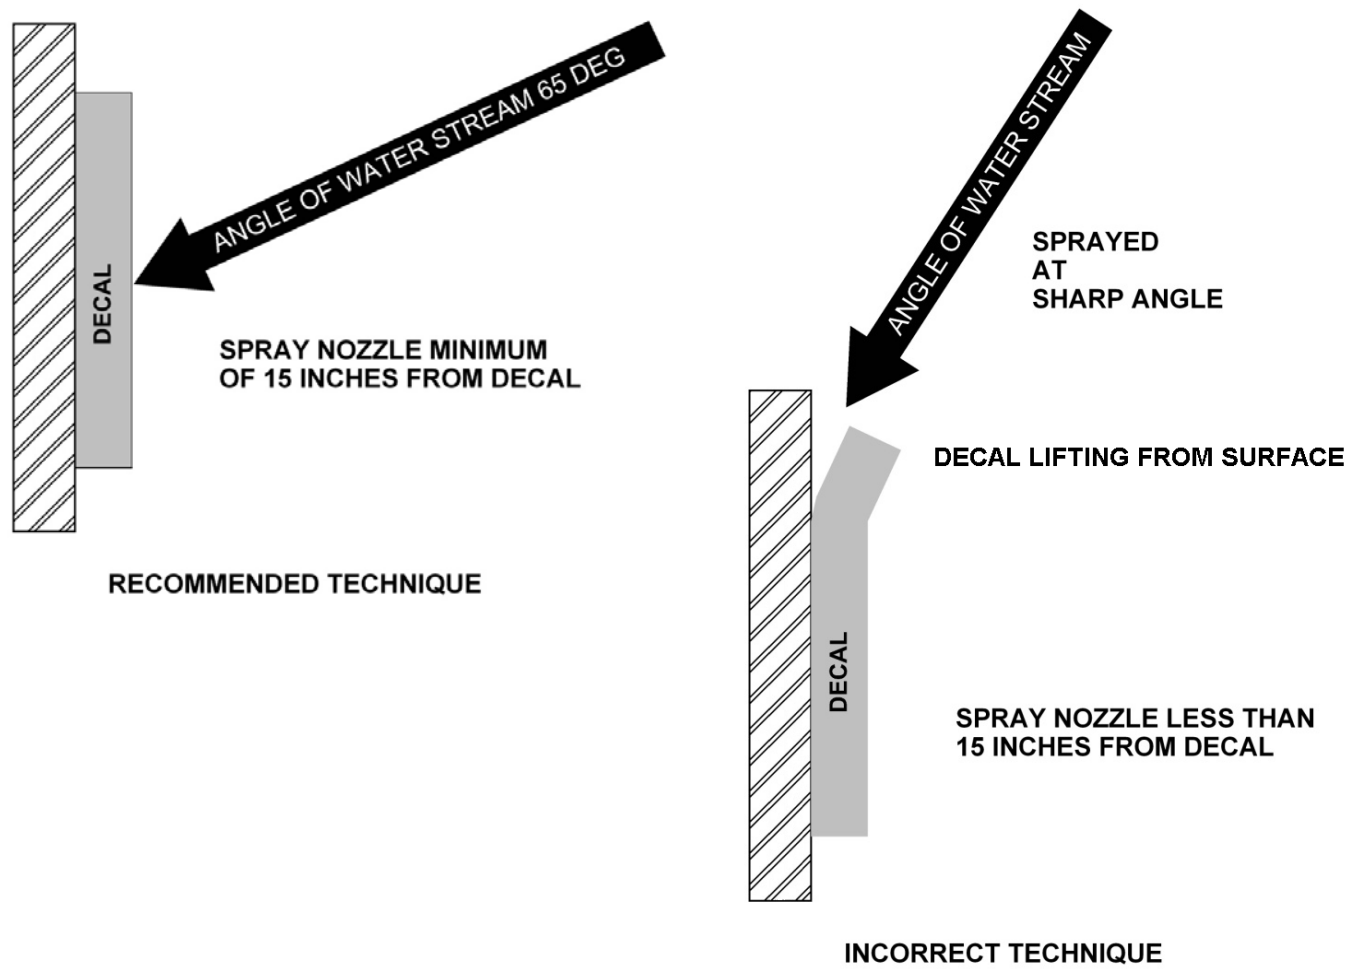 ANGLE OF WATER STREAM 65 DEG
DECAL
SPRAY NOZZLE MINIMUM
OF 15 INCHES FROM DECAL
RECOMMENDED TECHNIQUE
ANGLE OF WATER STREAM
SPRAYED
AT
SHARP ANGLE
DECAL LIFTING FROM SURFACE
DECAL
SPRAY NOZZLE LESS THAN
15 INCHES FROM DECAL
INCORRECT TECHNIQUE